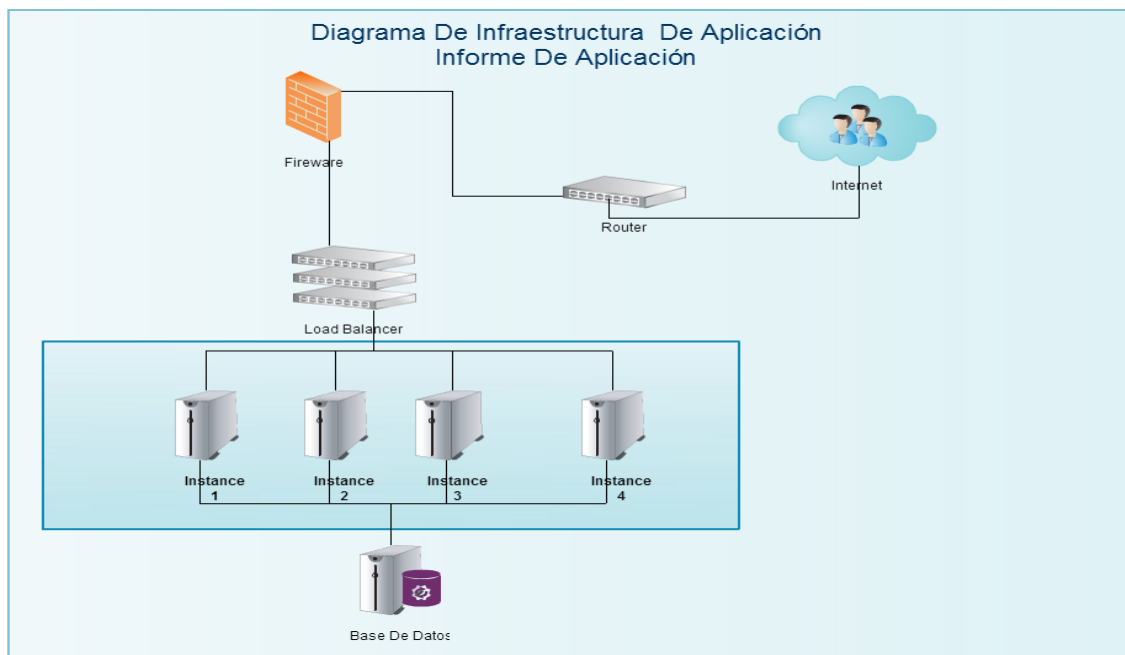 Diagrama De Infraestructura De Aplicación
Informe De Aplicación
Fireware
Internet
Router
Load Balancer
Instance
1
Instance
2
Instance
3
Instance
4
Base De Datos